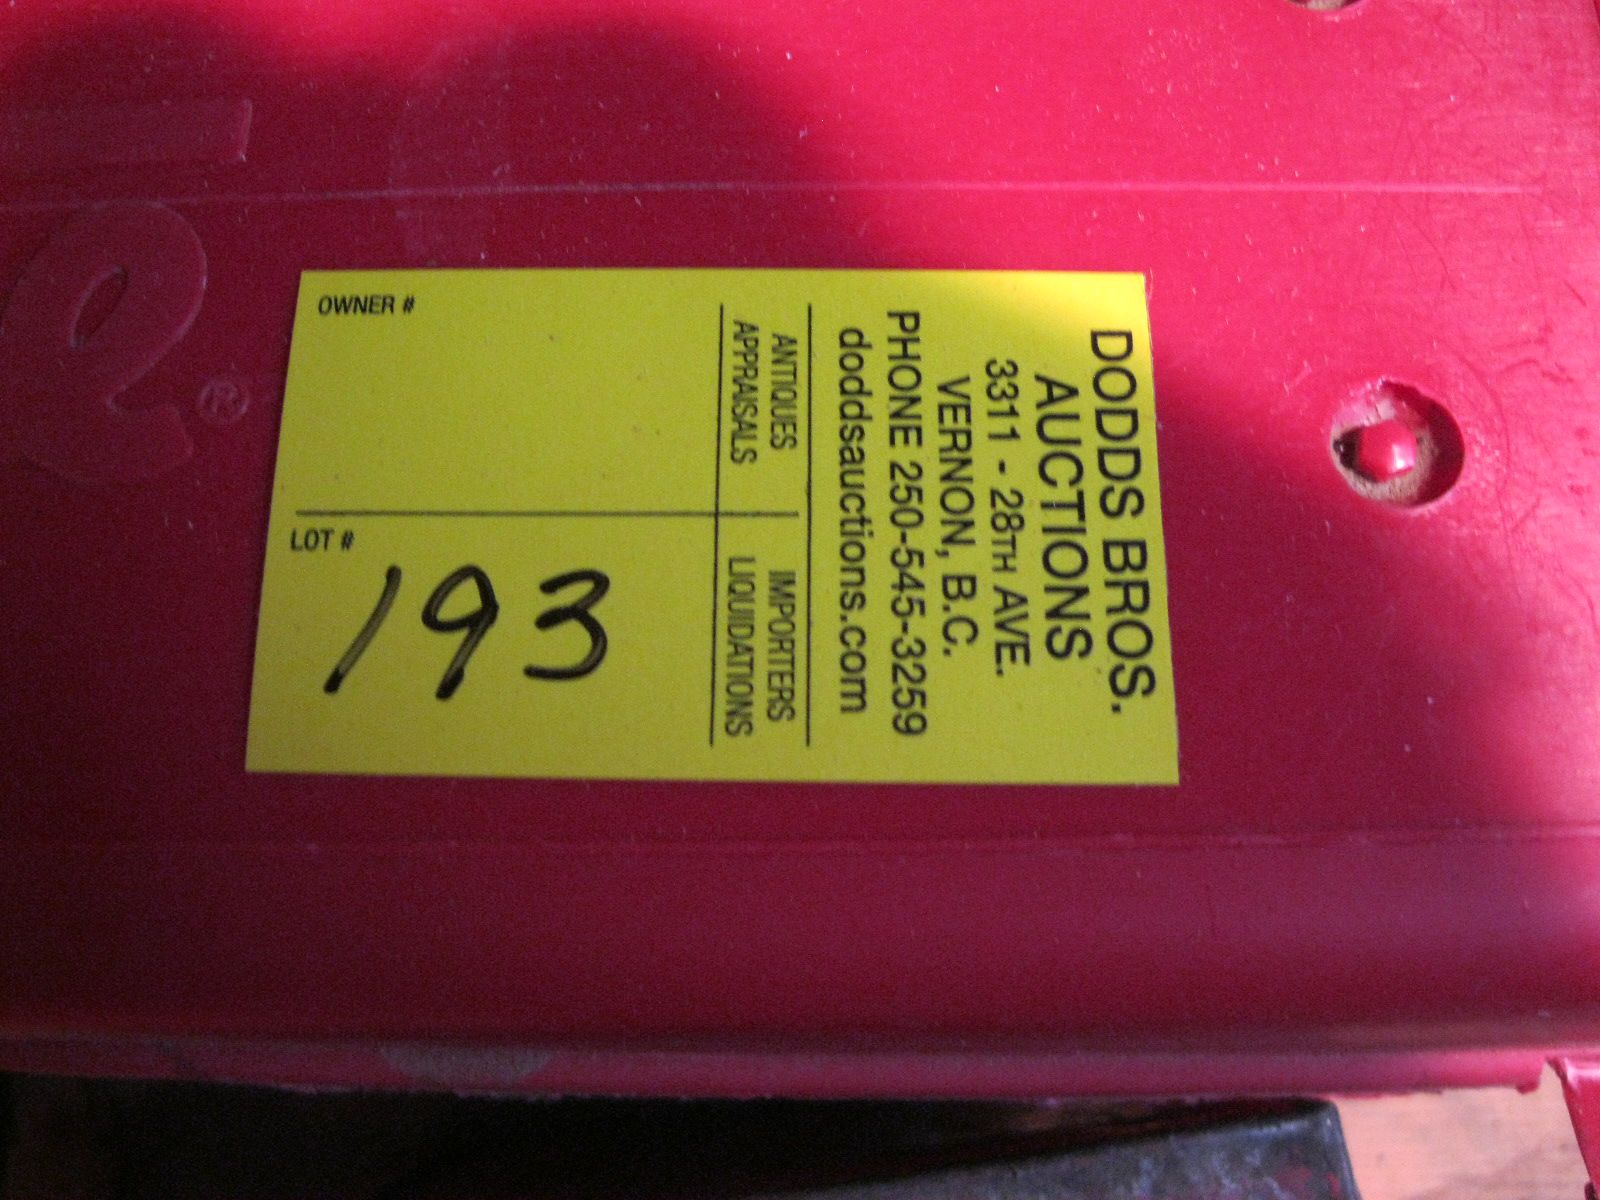 DODDS BROS.
AUCTIONS
3311 - 28TH AVE.
VERNON, B.C.
PHONE 250-545-3259
doddsauctions.com
ANTIQUES IMPORTERS
APPRAISALS LIQUIDATIONS
OWNER #
LOT #
193